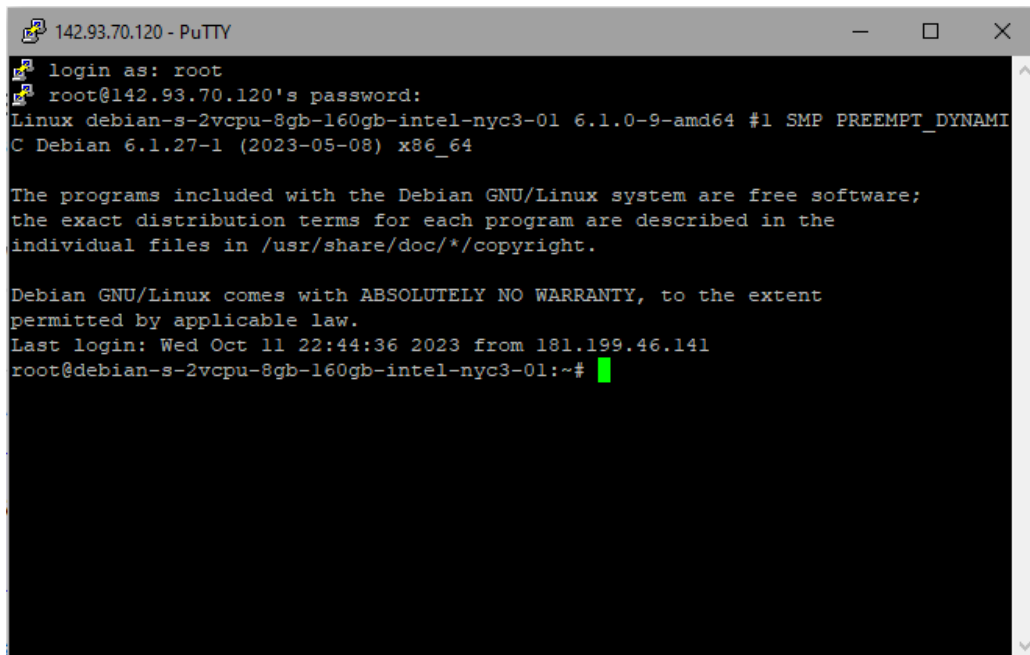 142.93.70.120 - PuTTY
login as: root
root@142.93.70.120's password:
Linux debian-s-2vcpu-8gb-160gb-intel-nyc3-01 6.1.0-9-amd64 #1 SMP PREEMPT_DYNAMI
C Debian 6.1.27-1 (2023-05-08) x86_64
The programs included with the Debian GNU/Linux system are free software;
the exact distribution terms for each program are described in the
individual files in /usr/share/doc/*/copyright.
Debian GNU/Linux comes with ABSOLUTELY NO WARRANTY, to the extent
permitted by applicable law.
Last login: Wed Oct 11 22:44:36 2023 from 181.199.46.141
root@debian-s-2vcpu-8gb-160gb-intel-nyc3-01:~#